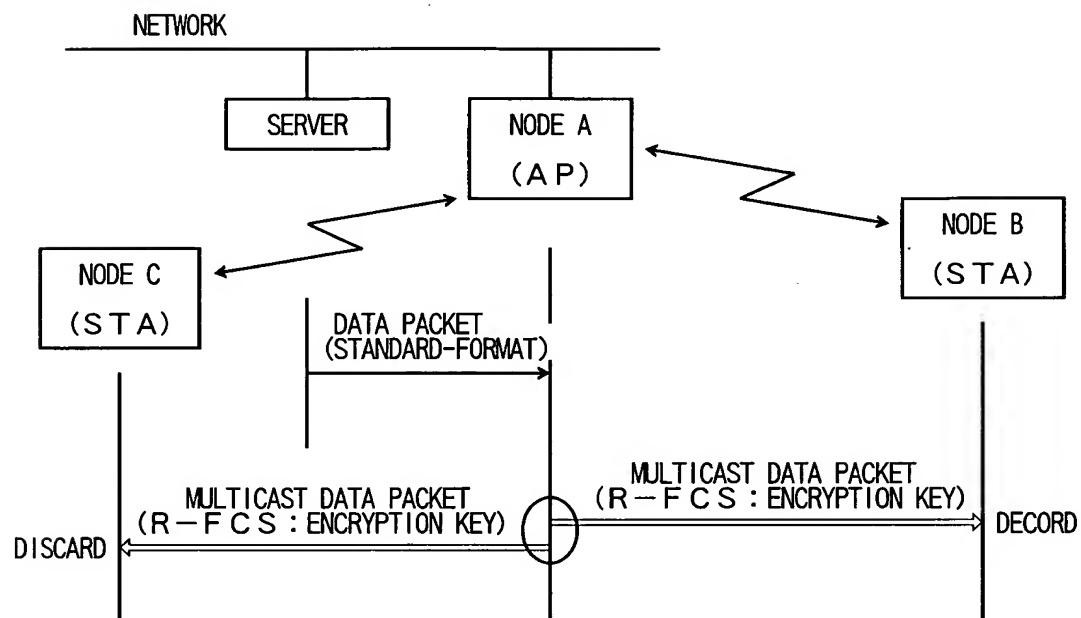 NETWORK
SERVER
NODE A
(AP)
NODE B
(STA)
NODE C
(STA)
DATA PACKET
(STANDARD-FORMAT)
MULTICAST DATA PACKET
(R-FCS:ENCRYPTION KEY)
DECORD
MULTICAST DATA PACKET
(R-FCS:ENCRYPTION KEY)
DISCARD